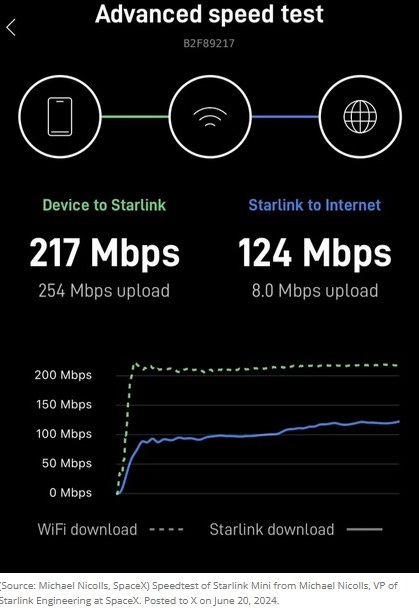 Advanced speed test
B2F89217
Device to Starlink
Starlink to Internet
217 Mbps
124 Mbps
254 Mbps upload
8.0 Mbps upload
200 Mbps
150 Mbps
100 Mbps
50 Mbps
0 Mbps
WiFi download
Starlink download
(Source: Michael Nicolls, SpaceX) Speedtest of Starlink Mini from Michael Nicolls, VP of
Starlink Engineering at SpaceX. Posted to X on June 20, 2024.